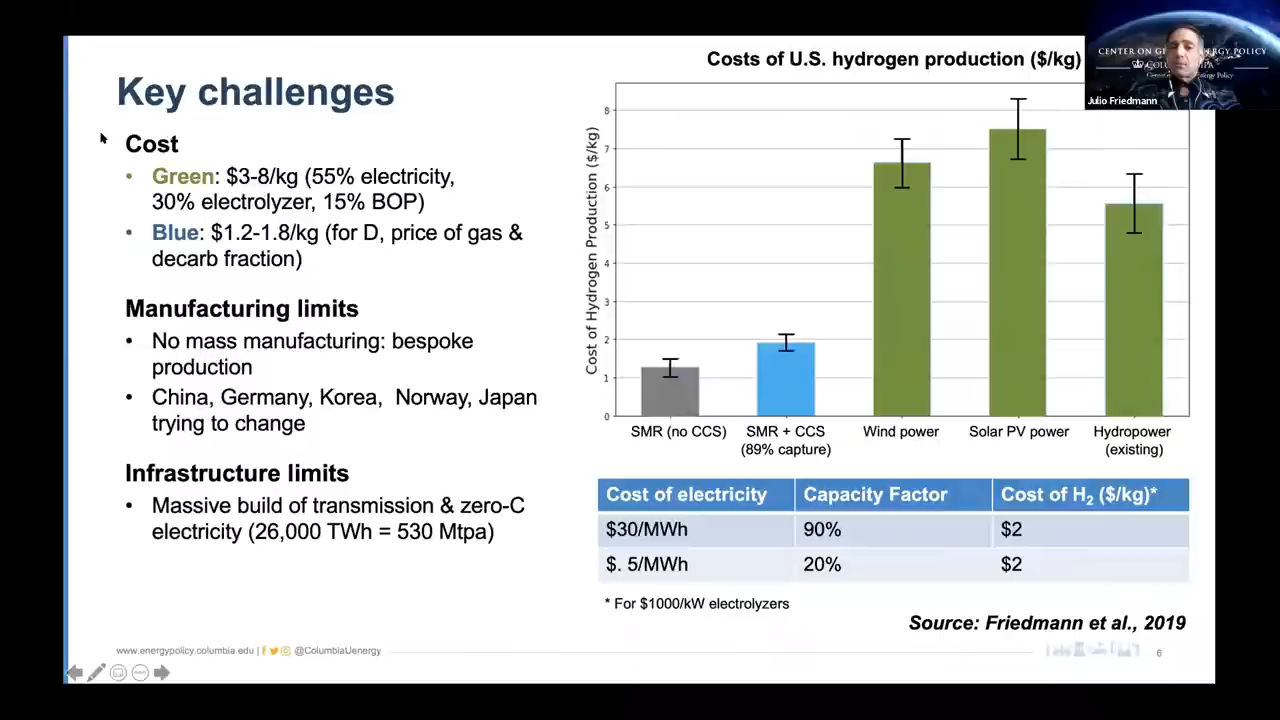 Key challenges
Cost
• Green: $3-8/kg (55% electricity,
30% electrolyzer, 15% BOP)
• Blue: $1.2-1.8/kg (for D, price of gas &
decarb fraction)
Manufacturing limits
• No mass manufacturing: bespoke
production
• China, Germany, Korea,  Norway, Japan
trying to change
Infrastructure limits
• Massive build of transmission & zero-C
electricity (26,000 TWh = 530 Mtpa)
Costs of U.S. hydrogen production ($/kg)
Cost of Hydrogen Production ($/kg)
8
7
6
5
4
3
2
1
0
SMR (no CCS)
SMR + CCS
(89% capture)
Wind power
Solar PV power
Hydropower
(existing)
Cost of electricity Capacity Factor Cost of H₂ ($/kg)*
$30/MWh 90% $2
$. 5/MWh 20% $2
* For $1000/kW electrolyzers
Source: Friedmann et al., 2019
www.energypolicy.columbia.edu | f @ColumbiaUenergy
6
CENTER ON ENERGY POLICY
Energy Policy
Julio Friedmann